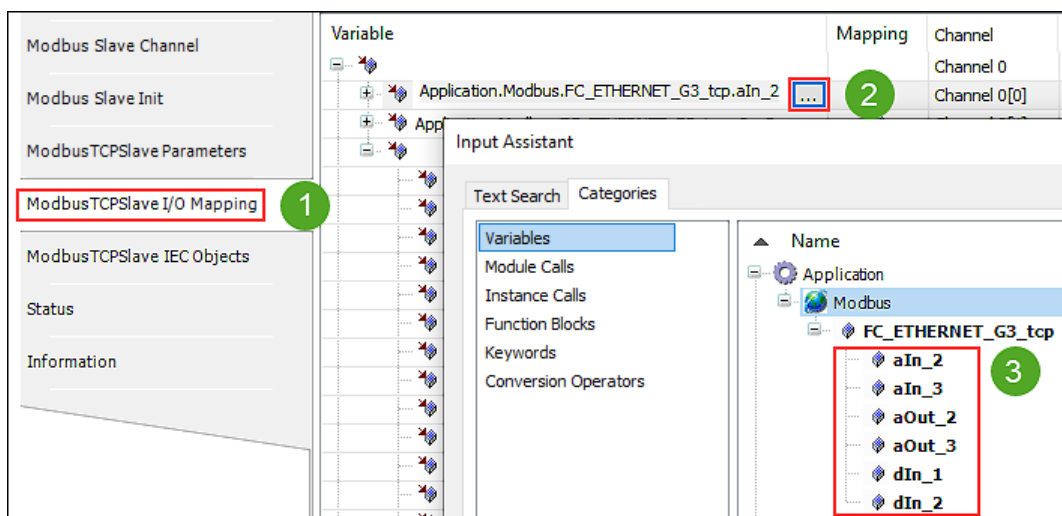 Modbus Slave Channel
Modbus Slave Init
ModbusTCPSlave Parameters
ModbusTCPSlave I/O Mapping
1
ModbusTCPSlave IEC Objects
Status
Information
Variable Mapping Channel
Channel 0
Application.Modbus.FC_ETHERNET_G3_tcp.aIn_2 ... 2 Channel 0[0]
App
Input Assistant
Text Search Categories
Variables
Module Calls
Instance Calls
Function Blocks
Keywords
Conversion Operators
Name
Application
Modbus
FC_ETHERNET_G3_tcp
aIn_2
3
aIn_3
aOut_2
aOut_3
dIn_1
dIn_2